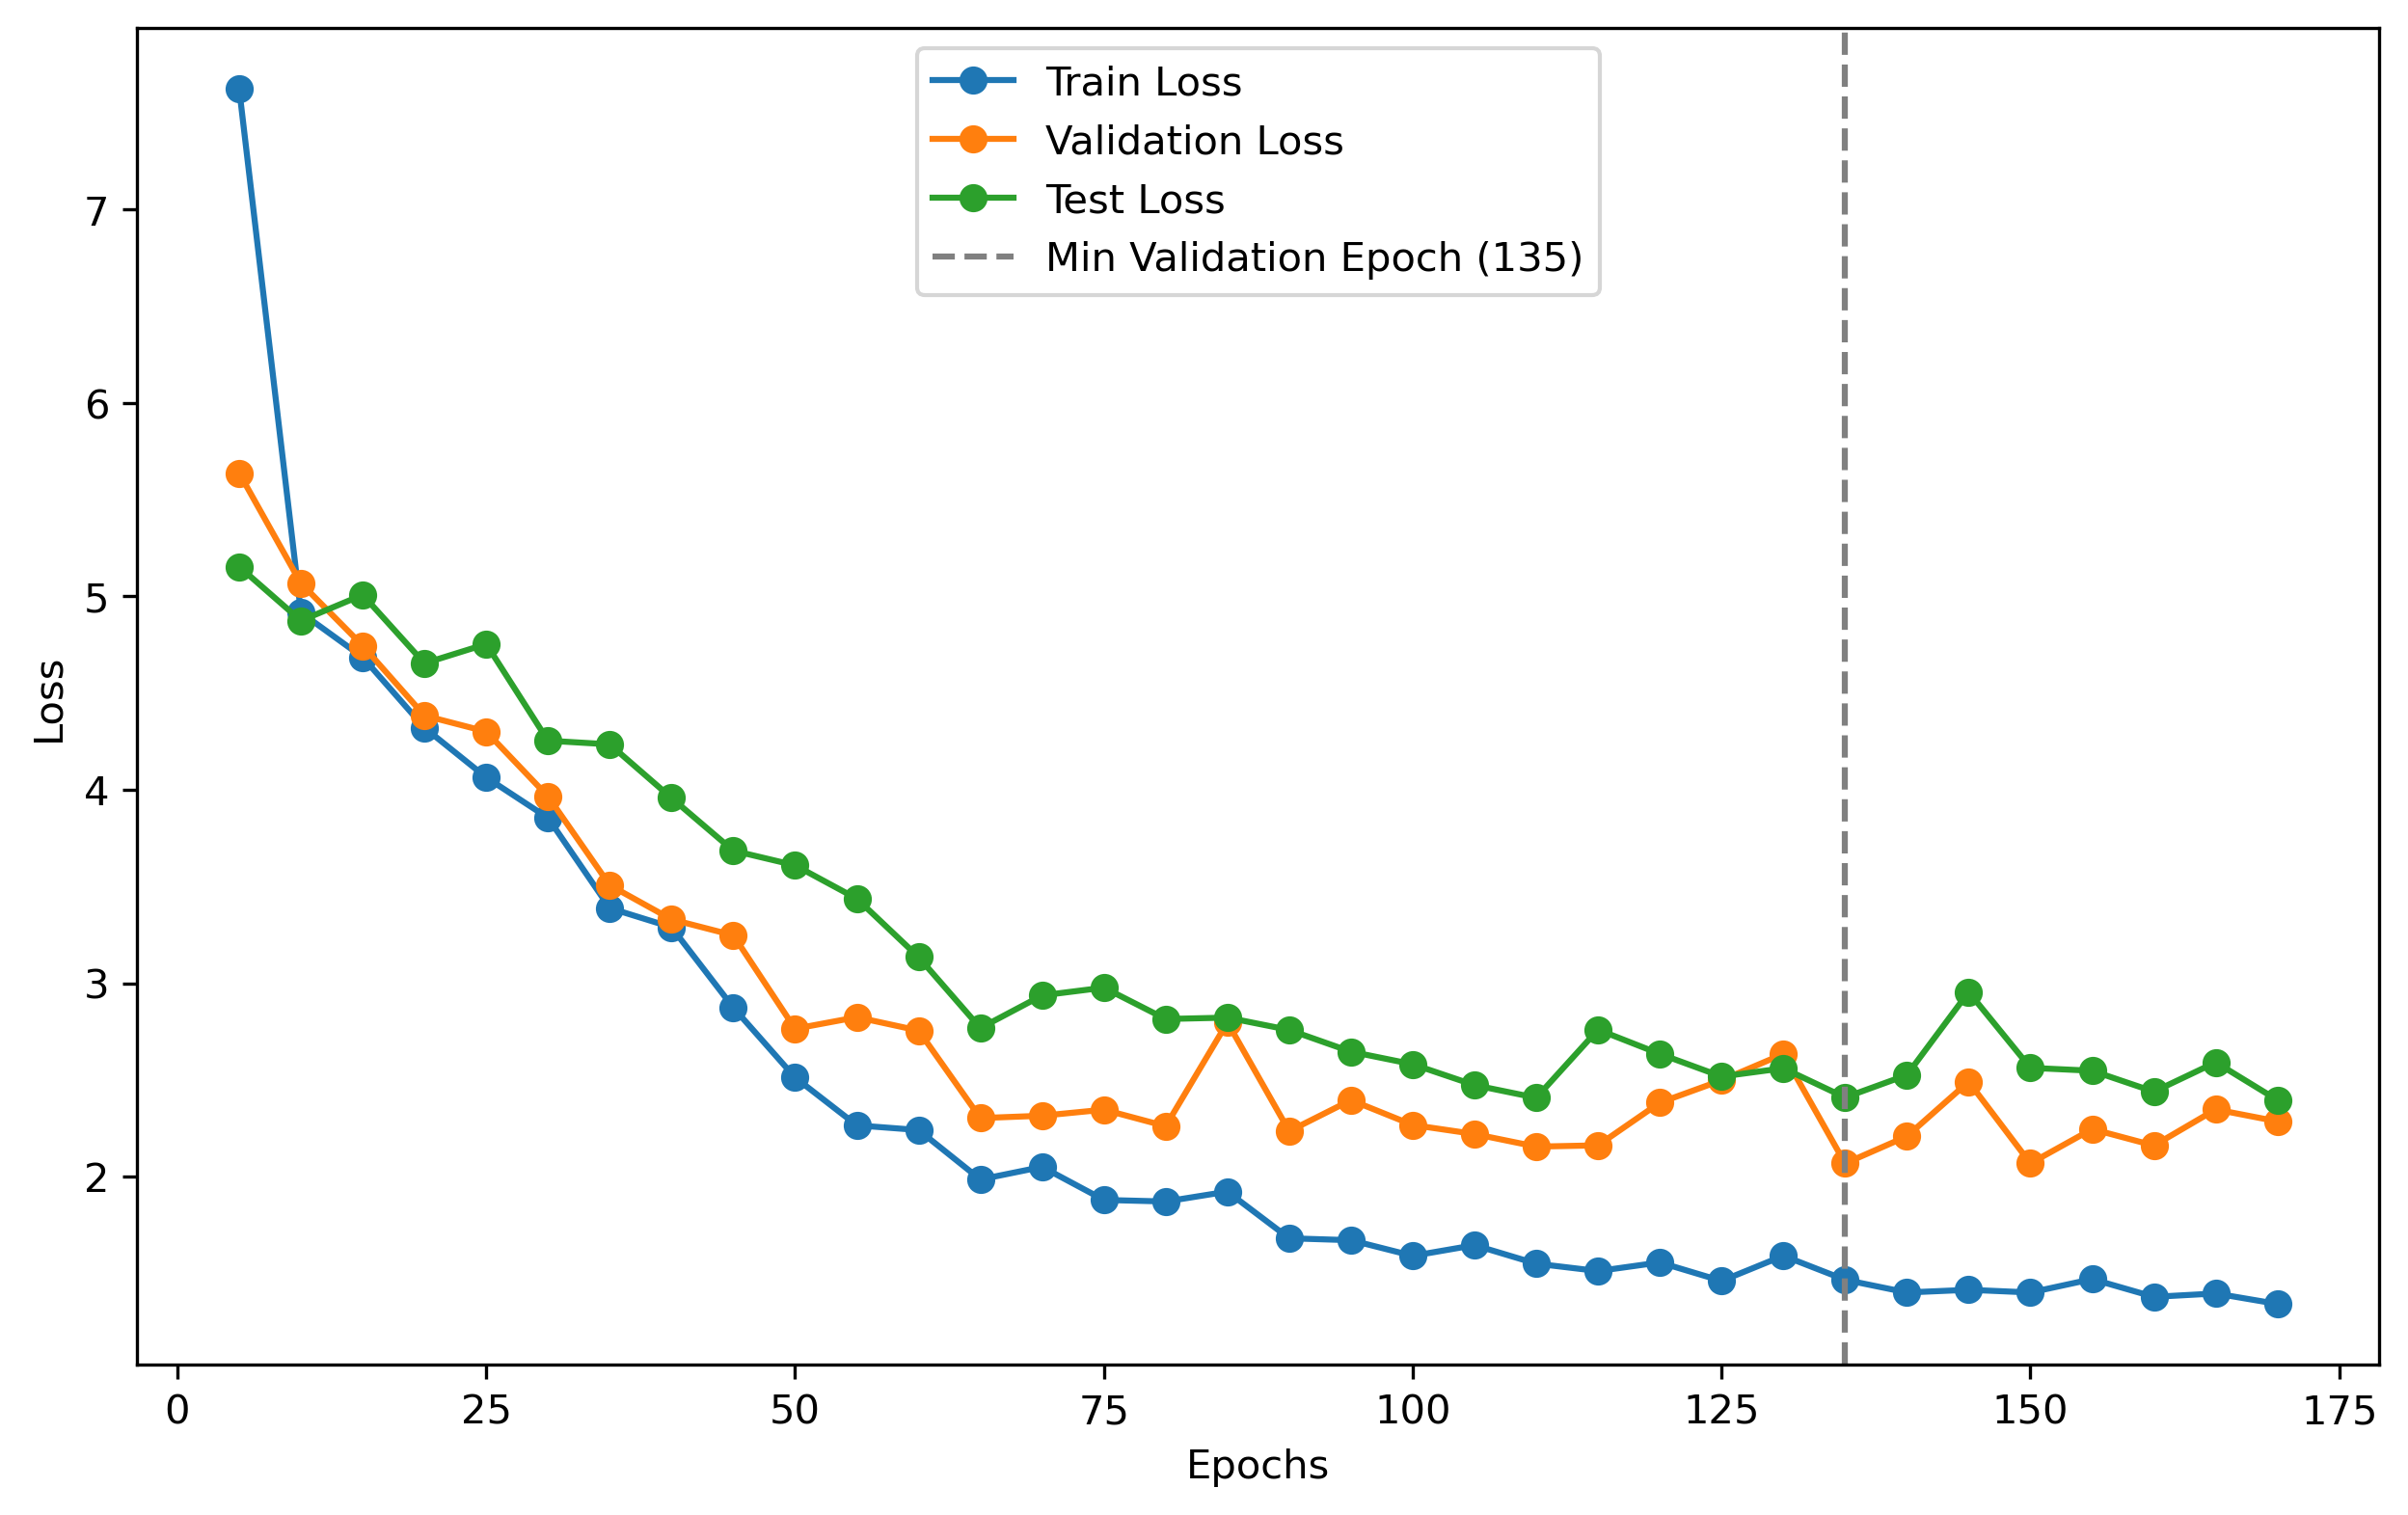 Train Loss
Validation Loss
Test Loss
Min Validation Epoch (135)
7
6
5
4
3
2
Loss
0 25 50 75 100 125 150 175
Epochs